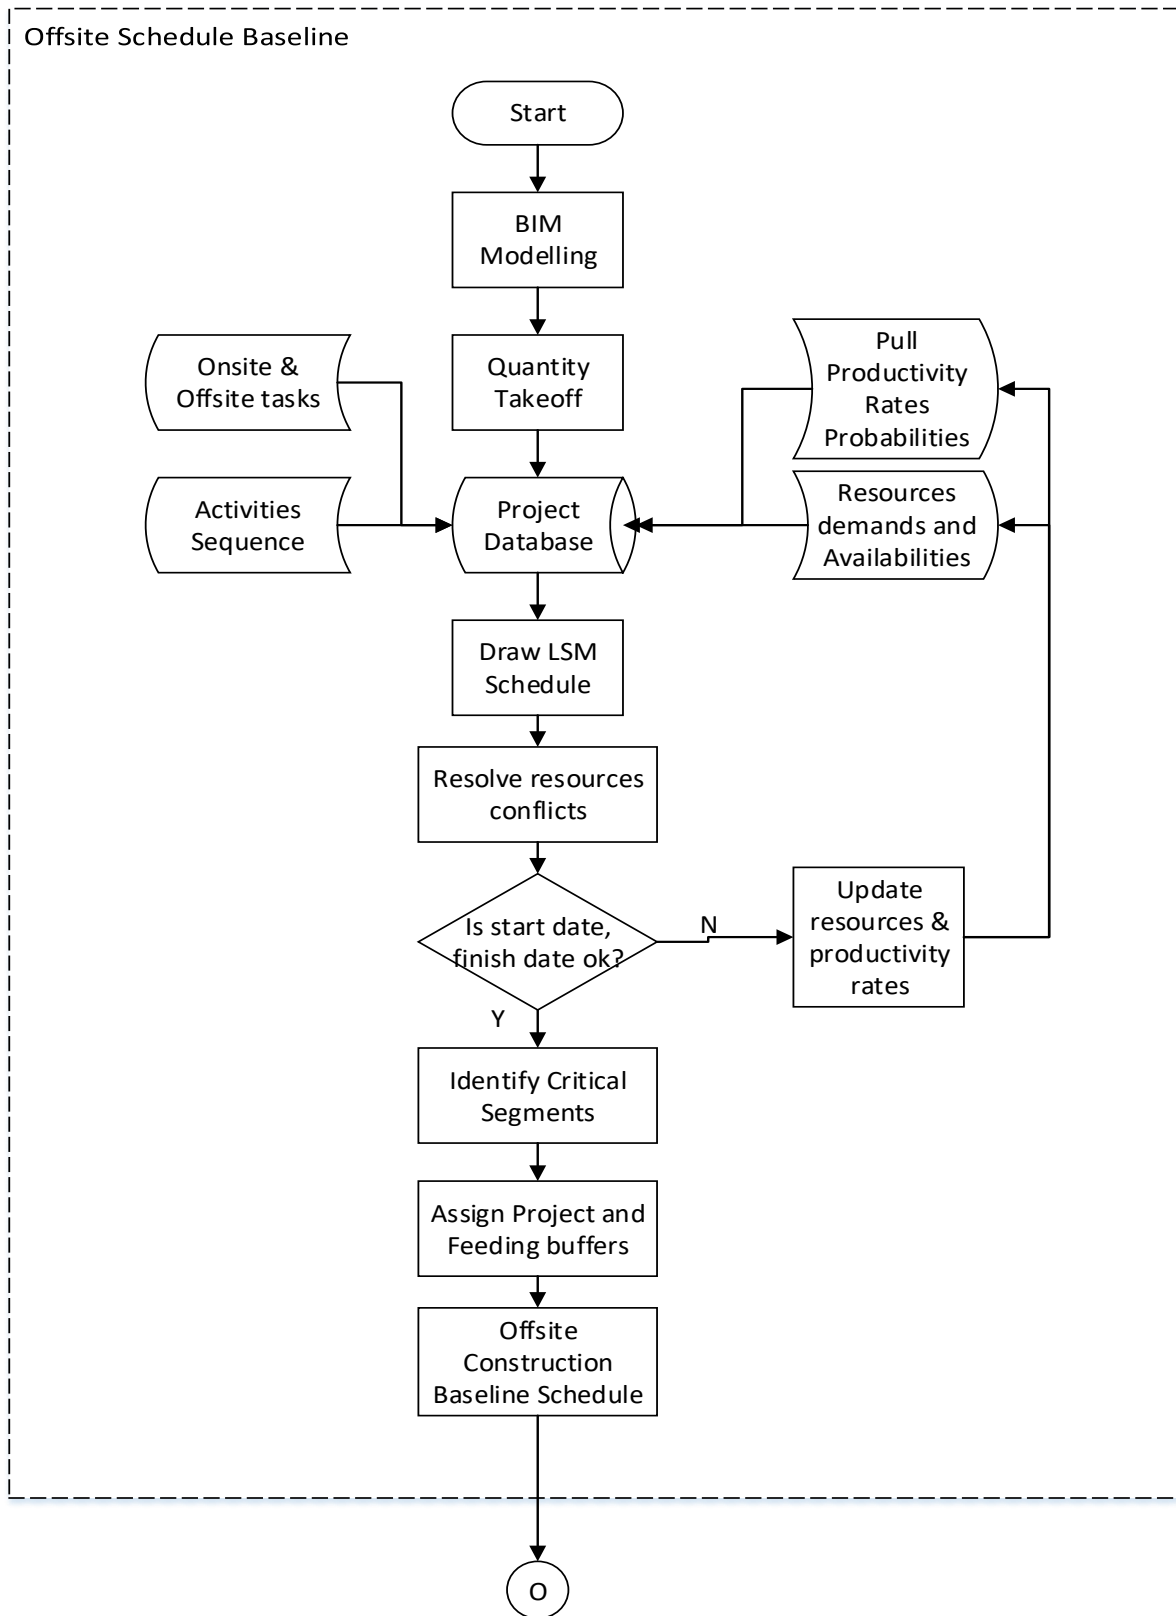 Offsite Schedule Baseline
Start
BIM
Modelling
Onsite &
Offsite tasks
Quantity
Takeoff
Pull
Productivity
Rates
Probabilities
Activities
Sequence
Project
Database
Resources
demands and
Availabilities
Draw LSM
Schedule
Resolve resources
conflicts
Is start date,
finish date ok?
N
Update
resources &
productivity
rates
Y
Identify Critical
Segments
Assign Project and
Feeding buffers
Offsite
Construction
Baseline Schedule
O